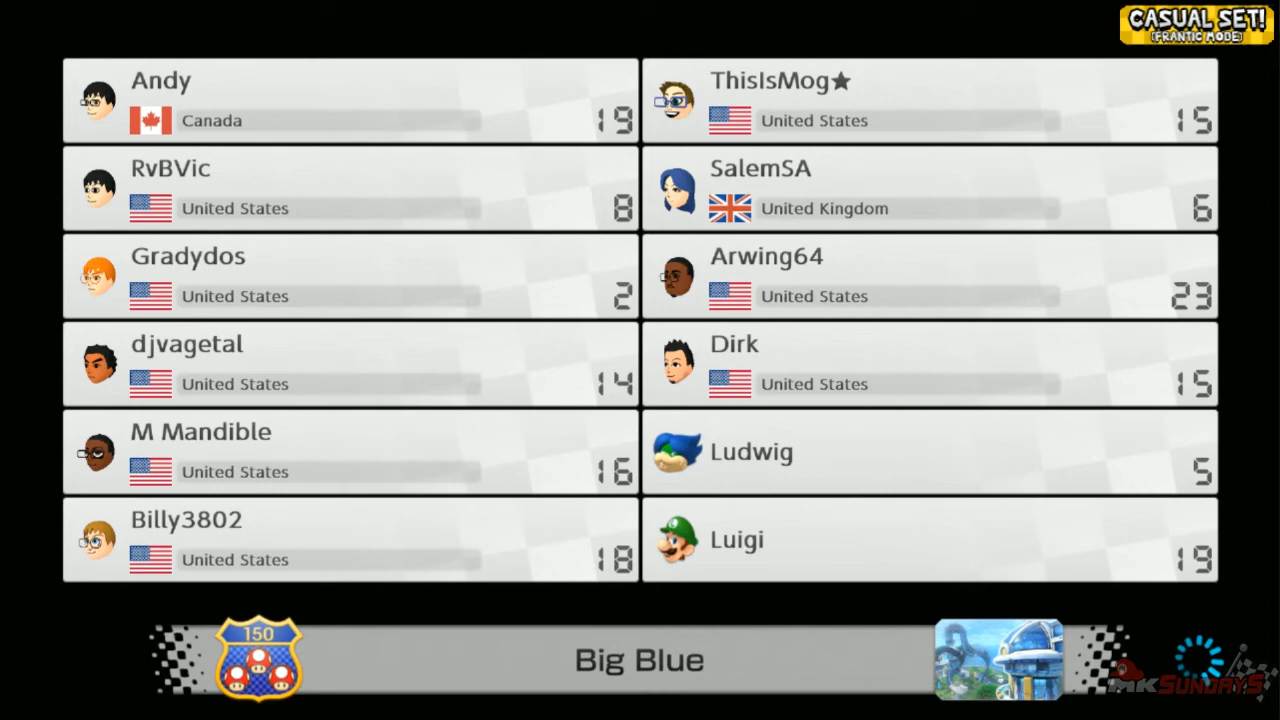 CASUAL SET!
(FRANTIC MODE)
Andy
Canada
19
ThisIsMog★
United States
15
RvBVic
United States
8
SalemSA
United Kingdom
6
Gradydos
United States
2
Arwing64
United States
23
djvagetal
United States
14
Dirk
United States
15
M Mandible
United States
16
Ludwig
5
Billy3802
United States
18
Luigi
19
150
Big Blue
MKSUNDAYS